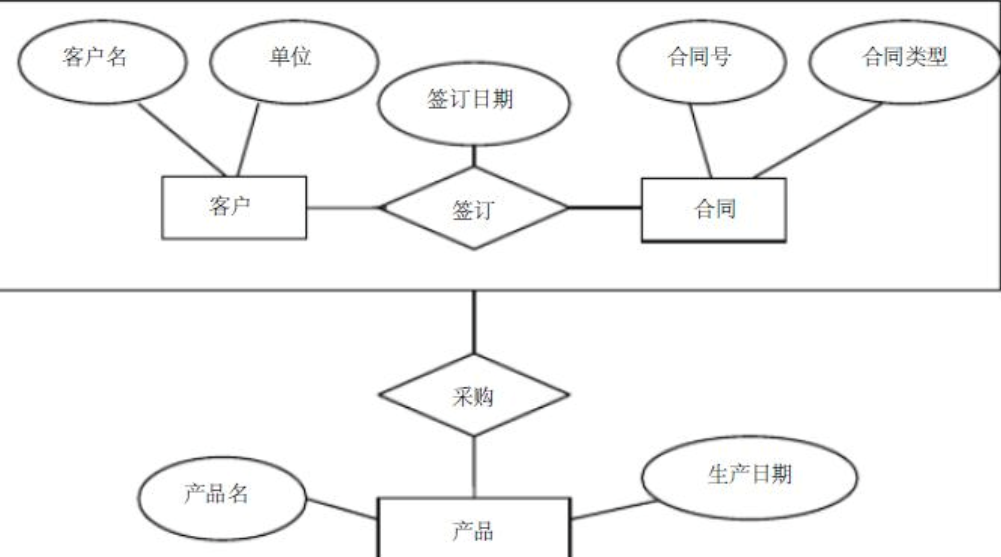 客户名
单位
签订日期
合同号
合同类型
客户
签订
合同
采购
产品名
生产日期
产品